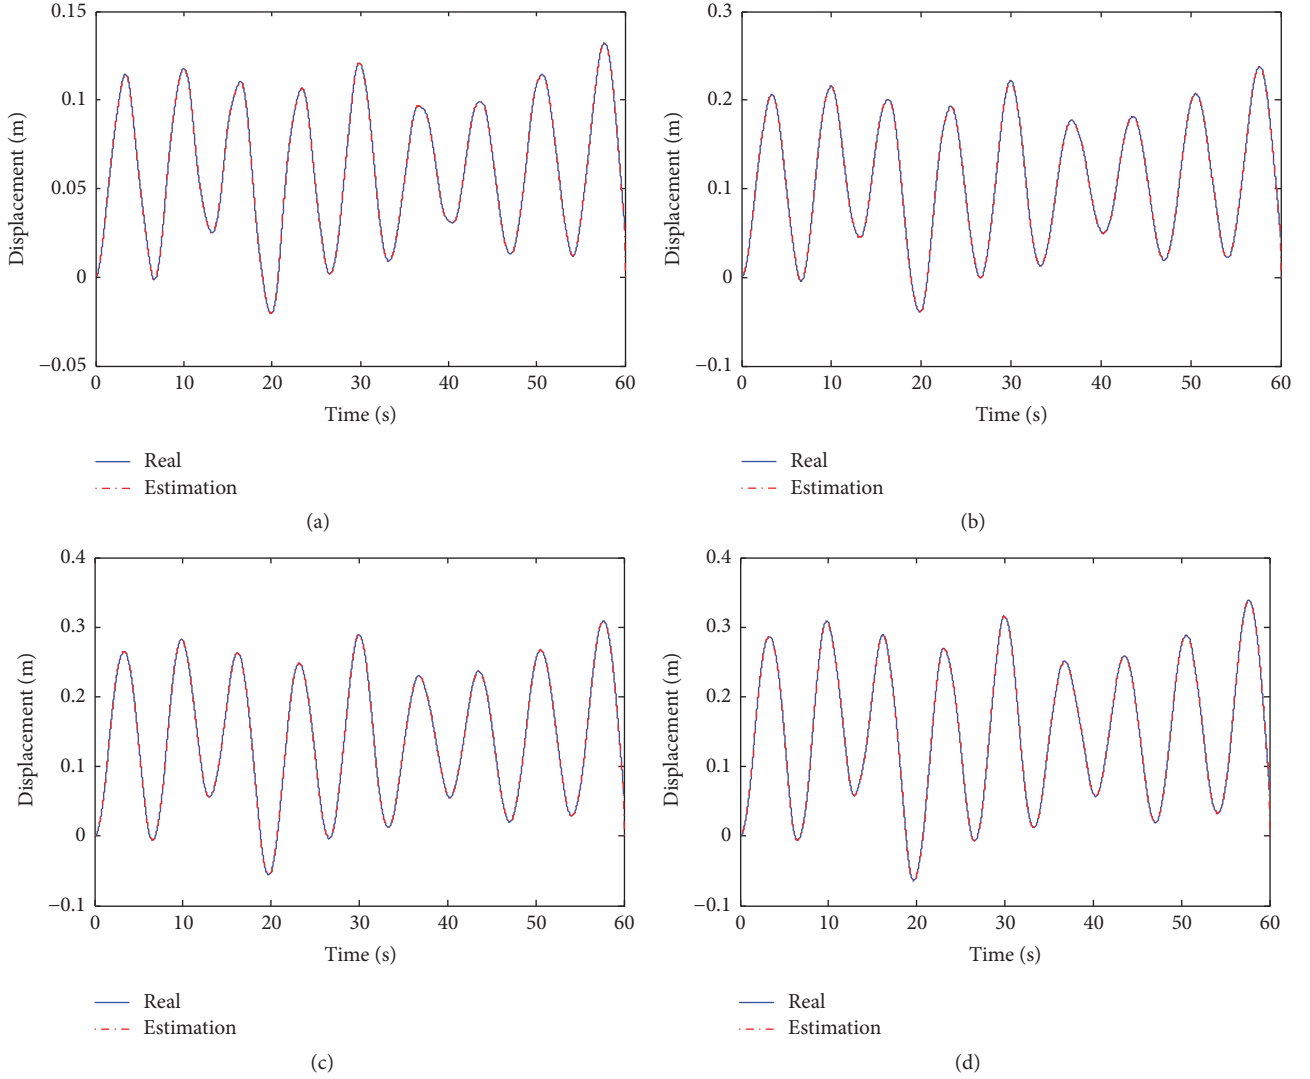 0.15
0.1
0.05
0
−0.05
Displacement (m)
0 10 20 30 40 50 60
Time (s)
Real
Estimation
(a)
0.3
0.2
0.1
0
−0.1
Displacement (m)
0 10 20 30 40 50 60
Time (s)
Real
Estimation
(b)
0.4
0.3
0.2
0.1
0
−0.1
Displacement (m)
0 10 20 30 40 50 60
Time (s)
Real
Estimation
(c)
0.4
0.3
0.2
0.1
0
−0.1
Displacement (m)
0 10 20 30 40 50 60
Time (s)
Real
Estimation
(d)